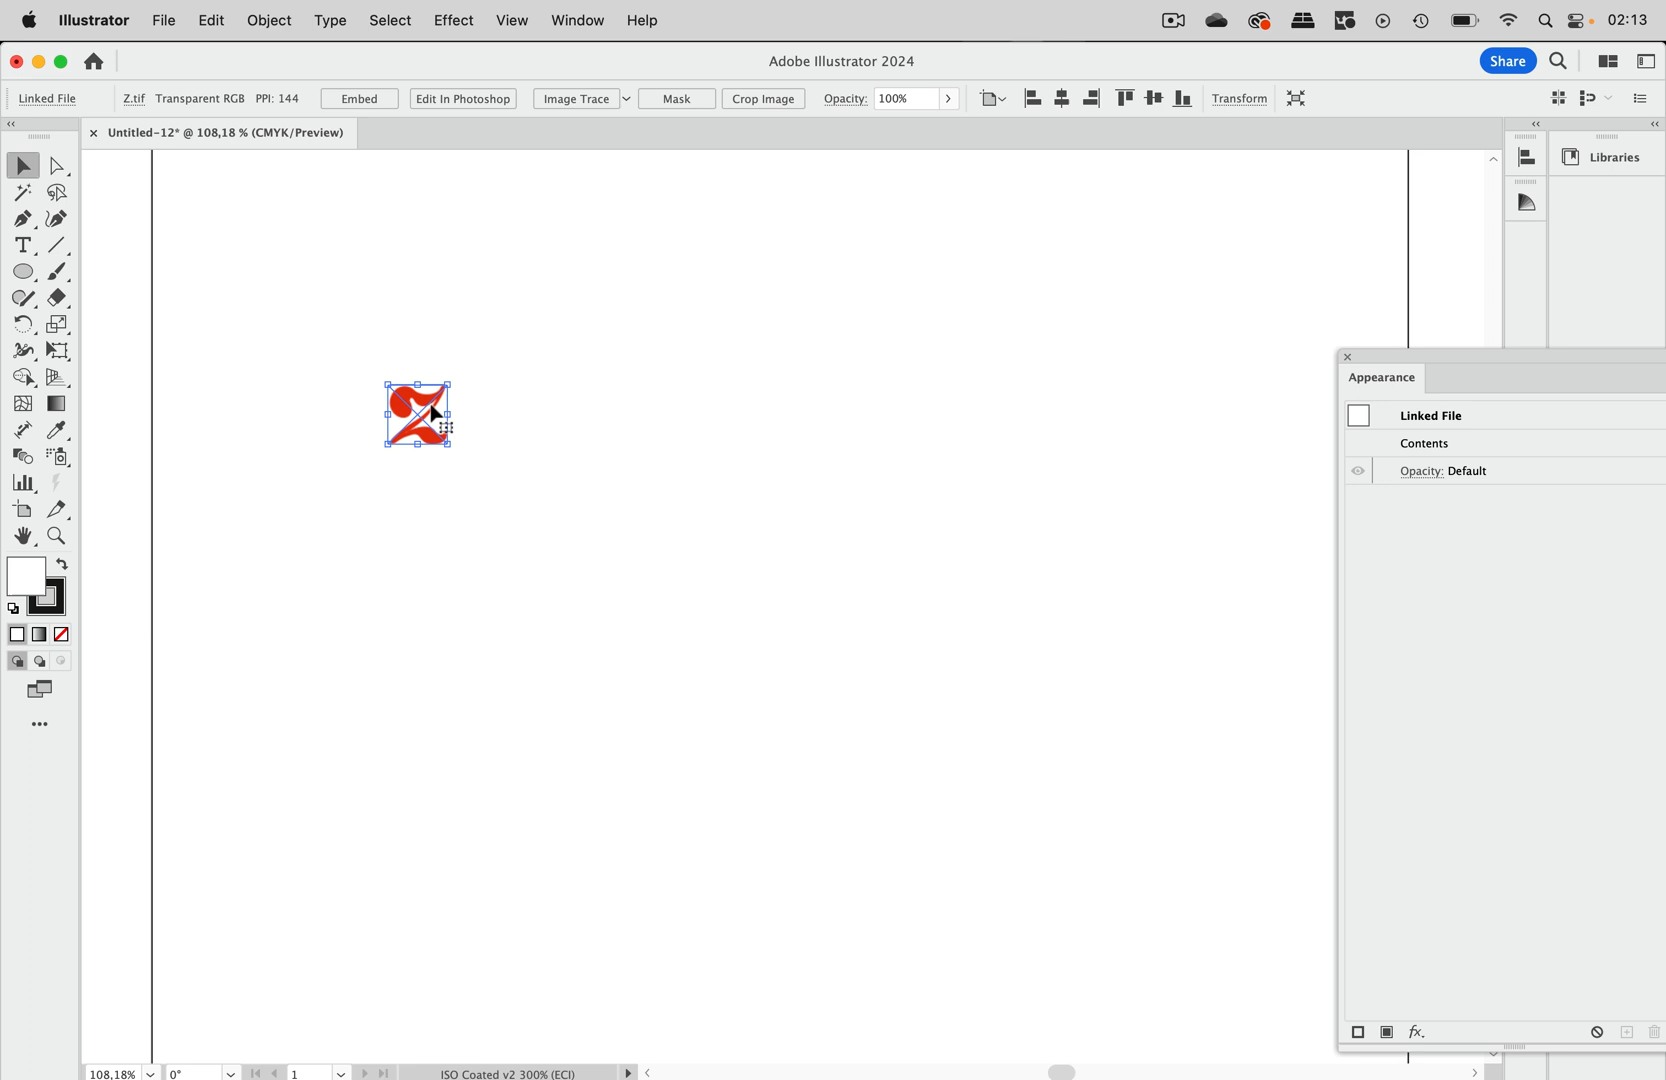 Illustrator File Edit Object Type Select Effect View Window Help 02:13
Adobe Illustrator 2024 Share
Linked File Z.tif Transparent RGB PPI: 144 Embed Edit In Photoshop Image Trace Mask Crop Image Opacity: 100% Transform
Untitled-12* @ 108,18 % (CMYK/Preview)
Libraries
Appearance
Linked File
Contents
Opacity: Default
fx.
108,18% 0° 1 ISO Coated v2 300% (ECI)